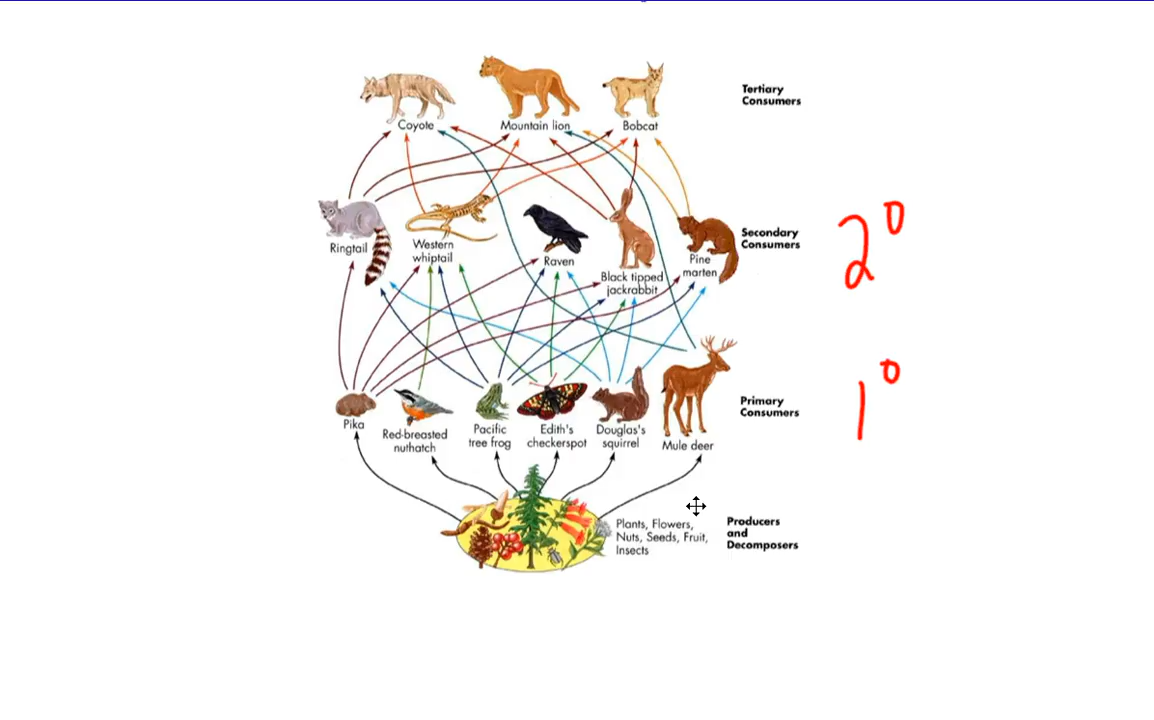 Tertiary
Consumers
Coyote
Mountain lion
Bobcat
Ringtail
Western
whiptail
Raven
Black tipped
jackrabbit
Pine
marten
Secondary
Consumers
2⁰
Pika
Red-breasted
nuthatch
Pacific
tree frog
Edith's
checkerspot
Douglas's
squirrel
Mule deer
Primary
Consumers
1⁰
Plants, Flowers,
Nuts, Seeds, Fruit,
Insects
Producers
and
Decomposers